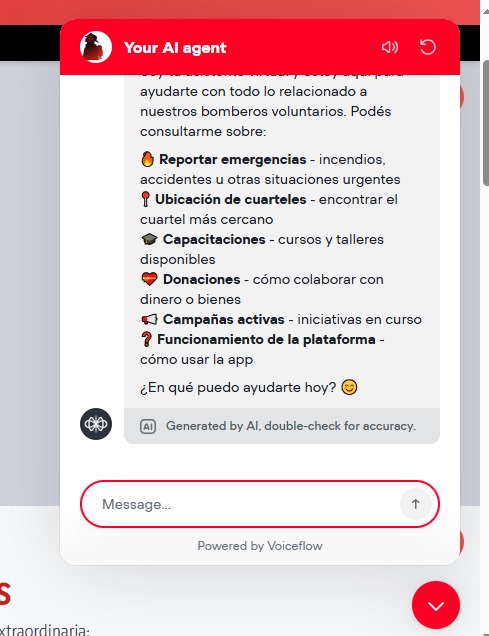 Your AI agent
ayudarte con todo lo relacionado a
nuestros bomberos voluntarios. Podés
consultarme sobre:
🔥 Reportar emergencias - incendios,
accidentes u otras situaciones urgentes
📍 Ubicación de cuarteles - encontrar el
cuartel más cercano
🎓 Capacitaciones - cursos y talleres
disponibles
💝 Donaciones - cómo colaborar con
dinero o bienes
📢 Campañas activas - iniciativas en curso
❓ Funcionamiento de la plataforma -
cómo usar la app
¿En qué puedo ayudarte hoy? 😊
AI Generated by AI, double-check for accuracy.
Message...
Powered by Voiceflow
s
xtraordinaria: